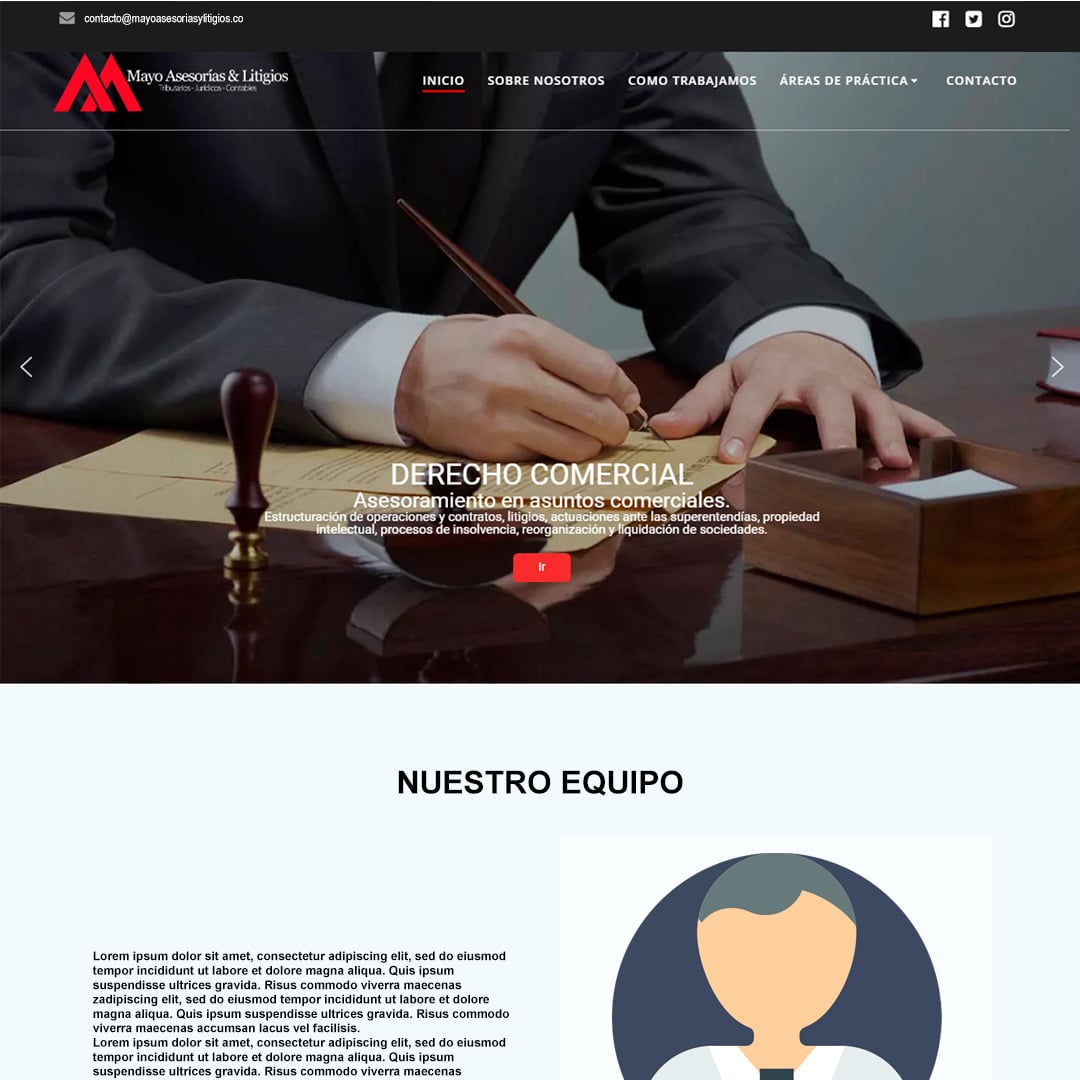 contacto@mayoasesoriasylitigios.co
Mayo Asesorías & Litigios
Tributarios - Jurídicos - Contables
INICIO
SOBRE NOSOTROS
COMO TRABAJAMOS
ÁREAS DE PRÁCTICA
CONTACTO
DERECHO COMERCIAL
Asesoramiento en asuntos comerciales.
Estructuración de operaciones y contratos, litigios, actuaciones ante las superentendías, propiedad
intelectual, procesos de insolvencia, reorganización y liquidación de sociedades.
Ir
NUESTRO EQUIPO
Lorem ipsum dolor sit amet, consectetur adipiscing elit, sed do eiusmod
tempor incididunt ut labore et dolore magna aliqua. Quis ipsum
suspendisse ultrices gravida. Risus commodo viverra maecenas
zadipiscing elit, sed do eiusmod tempor incididunt ut labore et dolore
magna aliqua. Quis ipsum suspendisse ultrices gravida. Risus commodo
viverra maecenas accumsan lacus vel facilisis.
Lorem ipsum dolor sit amet, consectetur adipiscing elit, sed do eiusmod
tempor incididunt ut labore et dolore magna aliqua. Quis ipsum
suspendisse ultrices gravida. Risus commodo viverra maecenas